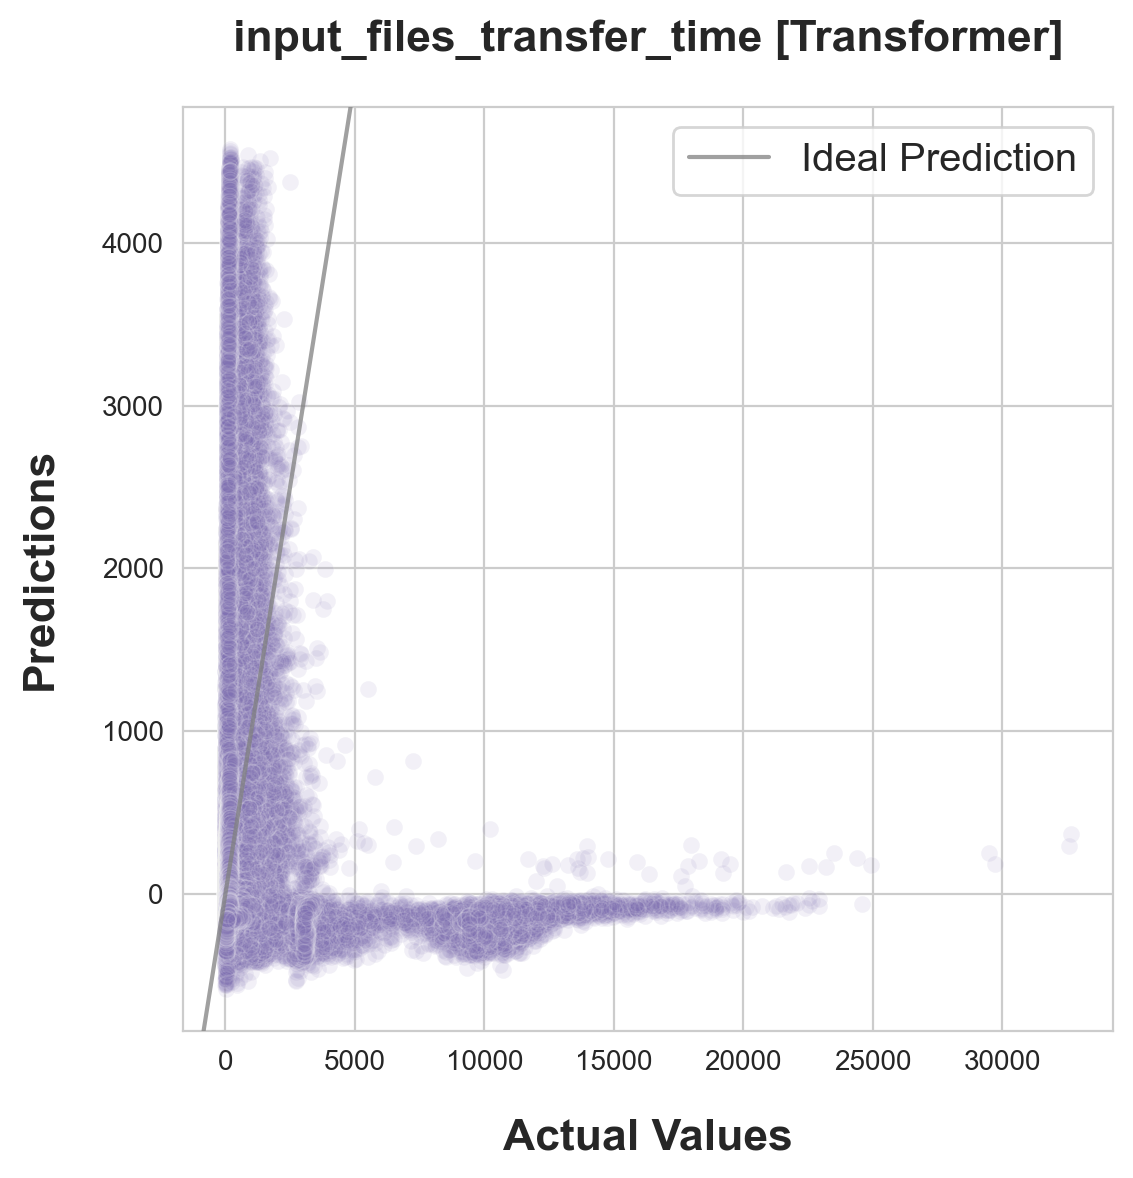 input_files_transfer_time [Transformer]
Ideal Prediction
4000
3000
2000
1000
0
Predictions
0 5000 10000 15000 20000 25000 30000
Actual Values